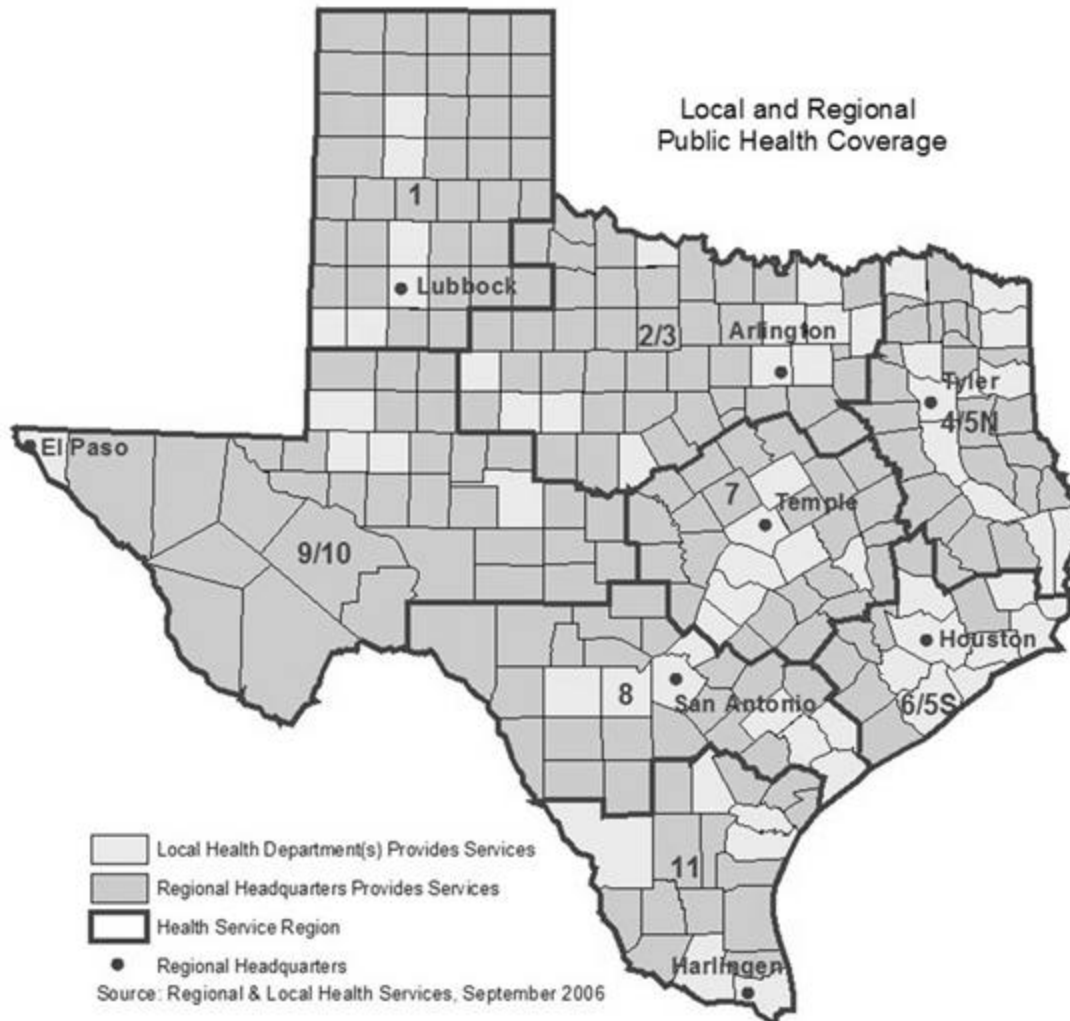 Local and Regional
Public Health Coverage
1
Lubbock
2/3
Arlington
Tyler
4/5N
El Paso
7
Temple
9/10
Houston
8
San Antonio
6/5S
11
Harlingen
Local Health Department(s) Provides Services
Regional Headquarters Provides Services
Health Service Region
Regional Headquarters
Source: Regional & Local Health Services, September 2006